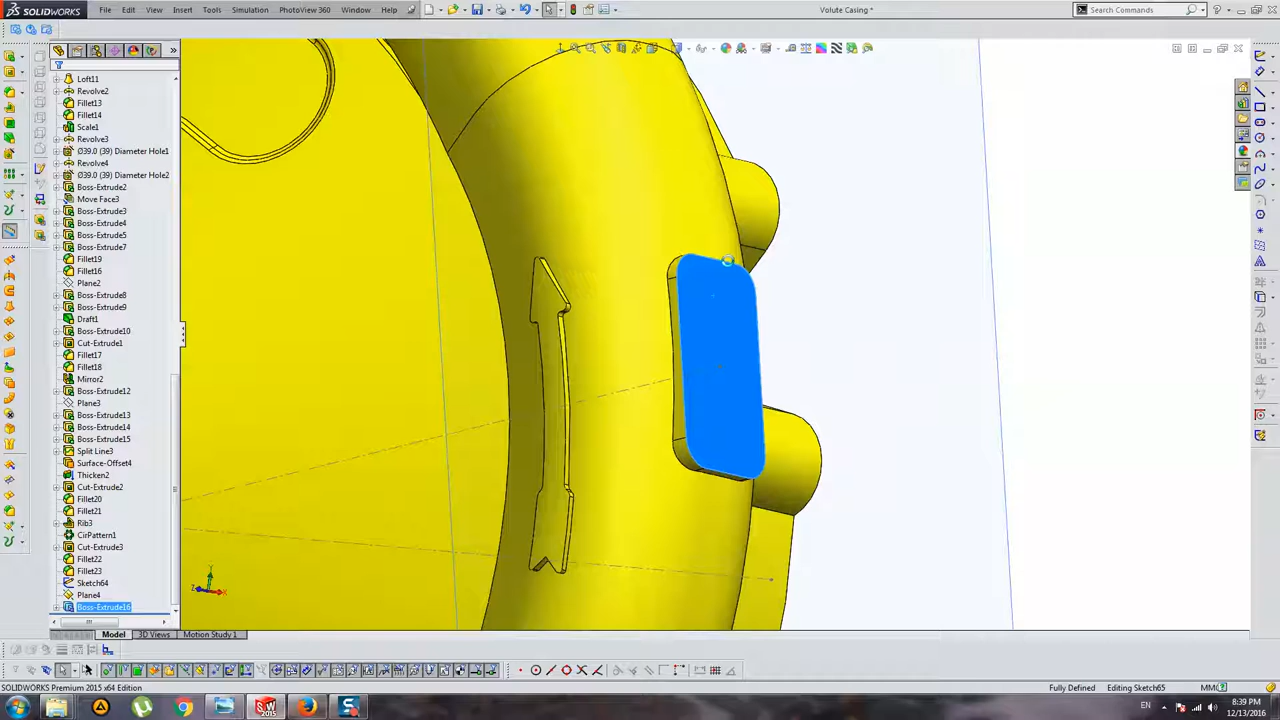 SOLIDWORKS
File Edit View Insert Tools Simulation PhotoView 360 Window Help
Volute Casing *
Search Commands
Loft11
Revolve2
Fillet13
Fillet14
Scale1
Revolve3
Ø39.0 (39) Diameter Hole1
Revolve4
Ø39.0 (39) Diameter Hole2
Boss-Extrude2
Move Face3
Boss-Extrude3
Boss-Extrude4
Boss-Extrude5
Boss-Extrude7
Fillet19
Fillet16
Plane2
Boss-Extrude8
Boss-Extrude9
Draft1
Boss-Extrude10
Cut-Extrude1
Fillet17
Fillet18
Mirror2
Boss-Extrude12
Plane3
Boss-Extrude13
Boss-Extrude14
Boss-Extrude15
Split Line3
Surface-Offset4
Thicken2
Cut-Extrude2
Fillet20
Fillet21
Rib3
CirPattern1
Cut-Extrude3
Fillet22
Fillet23
Sketch64
Plane4
Boss-Extrude16
Y
Z X
Model 3D Views Motion Study 1
SOLIDWORKS Premium 2015 x64 Edition
Fully Defined Editing Sketch65 MMGS
EN 8:39 PM
12/13/2016